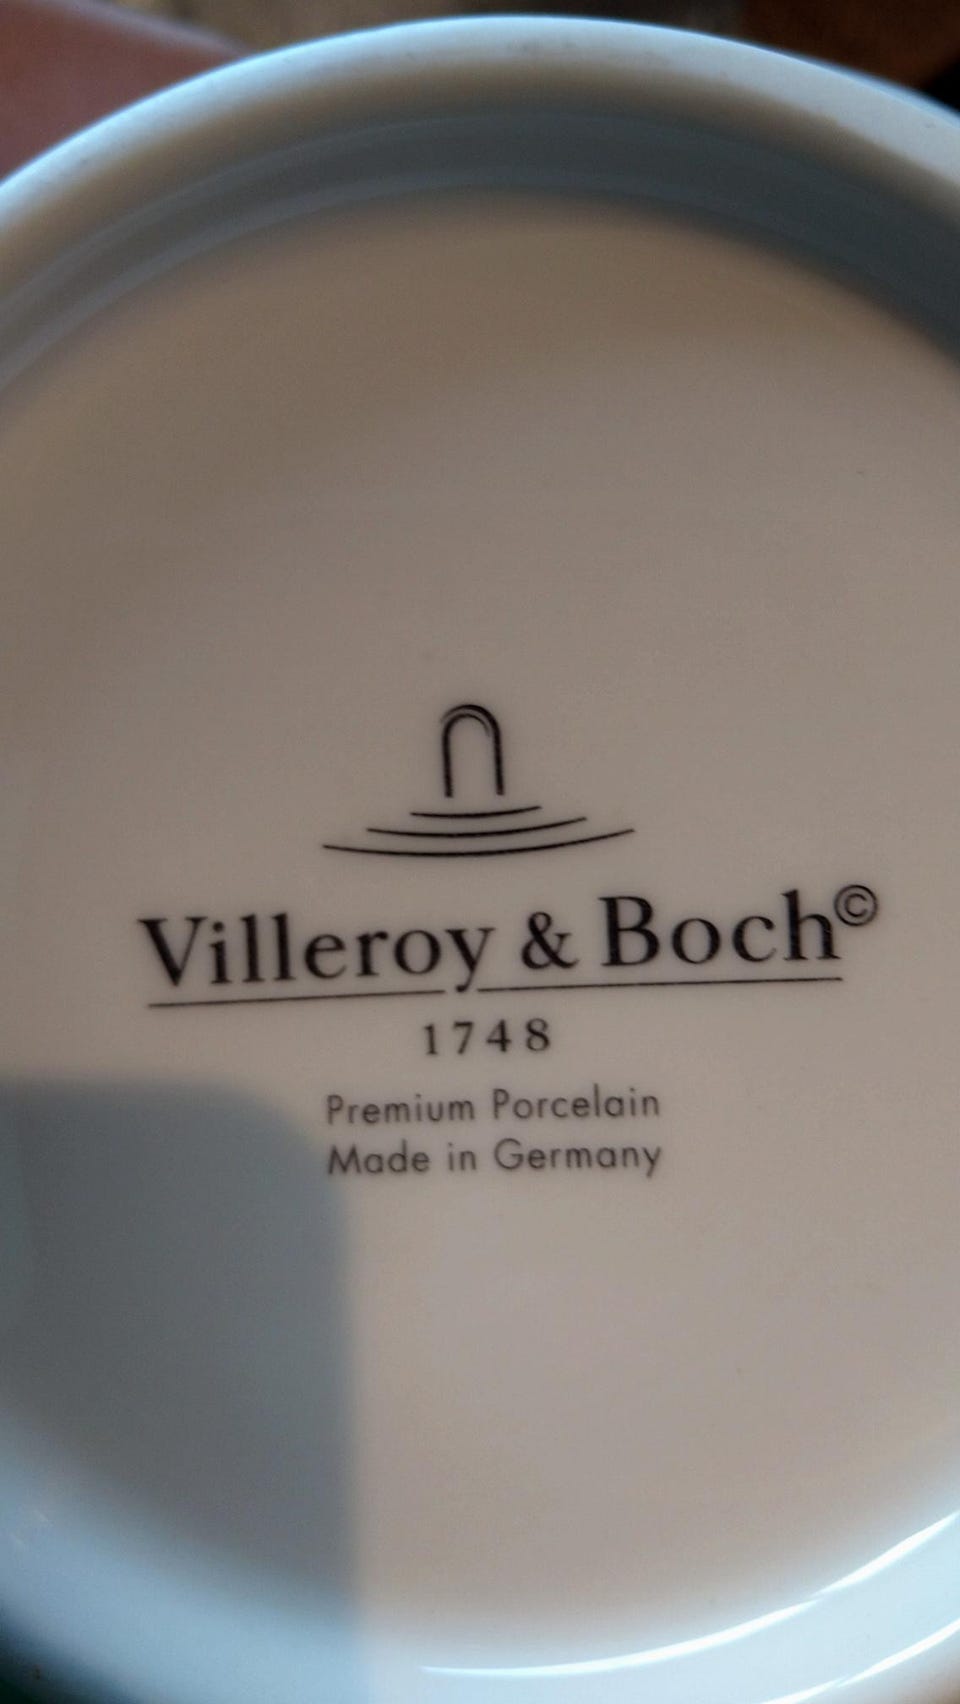 Villeroy & Boch©
1748
Premium Porcelain
Made in Germany